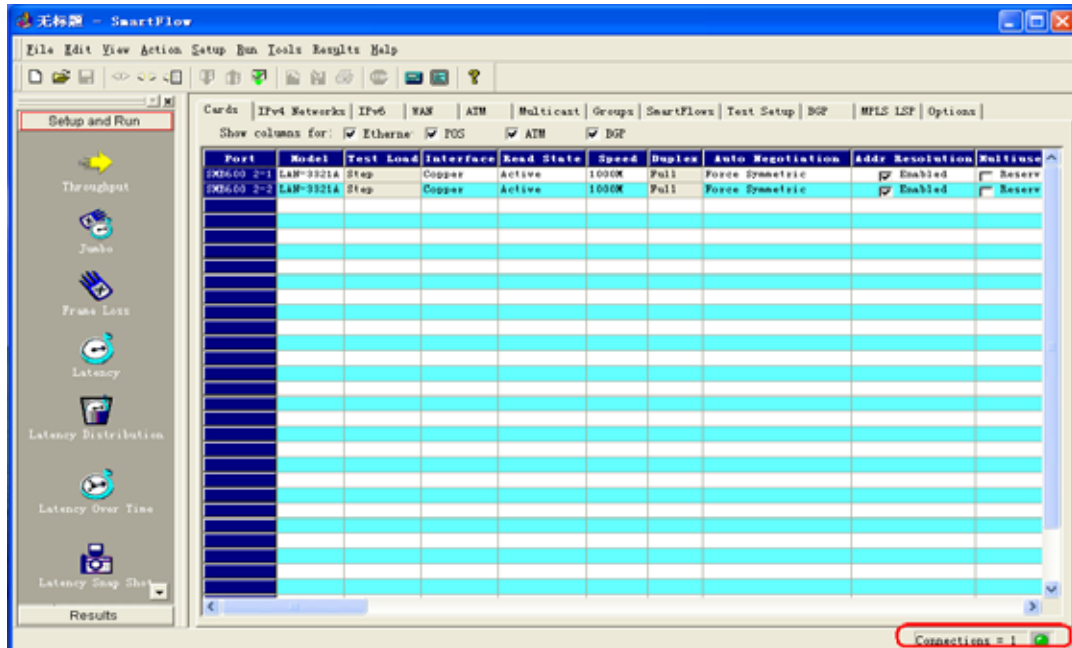 无标题 - SmartFlow
File Edit View Action Setup Run Tools Results Help
Setup and Run
Throughput
Jumbo
Frame Loss
Latency
Latency Distribution
Latency Over Time
Latency Snap Shot
Results
Cards IPv4 Networks IPv6 WAN ATM Multicast Groups SmartFlows Test Setup BGP MPLS LSP Options
Show columns for: Etherne POS ATM BGP
Port Model Test Load Interface Read State Speed Duplex Auto Negotiation Addr Resolution Multiuse
SMB600 2-1 LAN-3321A Step Copper Active 1000M Full Force Symmetric Enabled Reserv
SMB600 2-2 LAN-3321A Step Copper Active 1000M Full Force Symmetric Enabled Reserv
Connections = 1